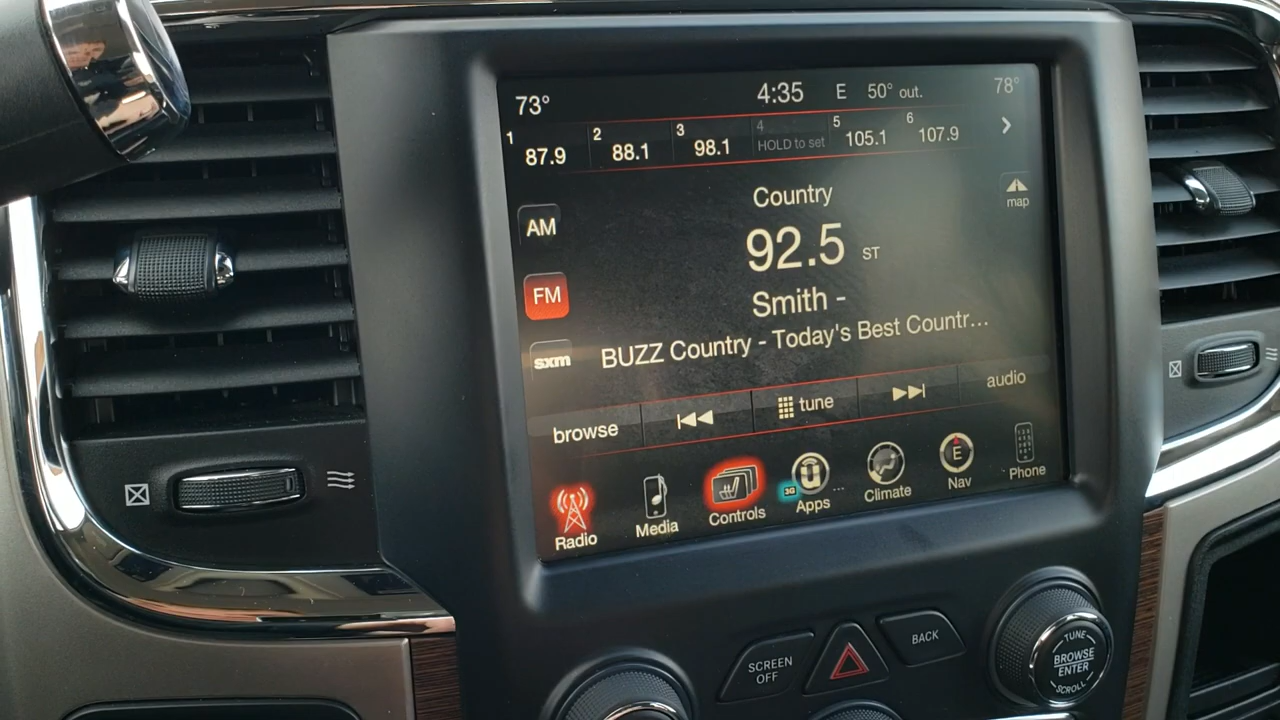 73° 4:35 E 50° out. 78°
1 87.9 2 88.1 3 98.1 4 HOLD to set 5 105.1 6 107.9
Country
map
AM
92.5 ST
FM
Smith -
sxm
BUZZ Country - Today's Best Countr...
browse tune audio
Radio Media Controls 3G Apps ... Climate E Nav Phone
SCREEN OFF
BACK
TUNE
BROWSE
ENTER
SCROLL